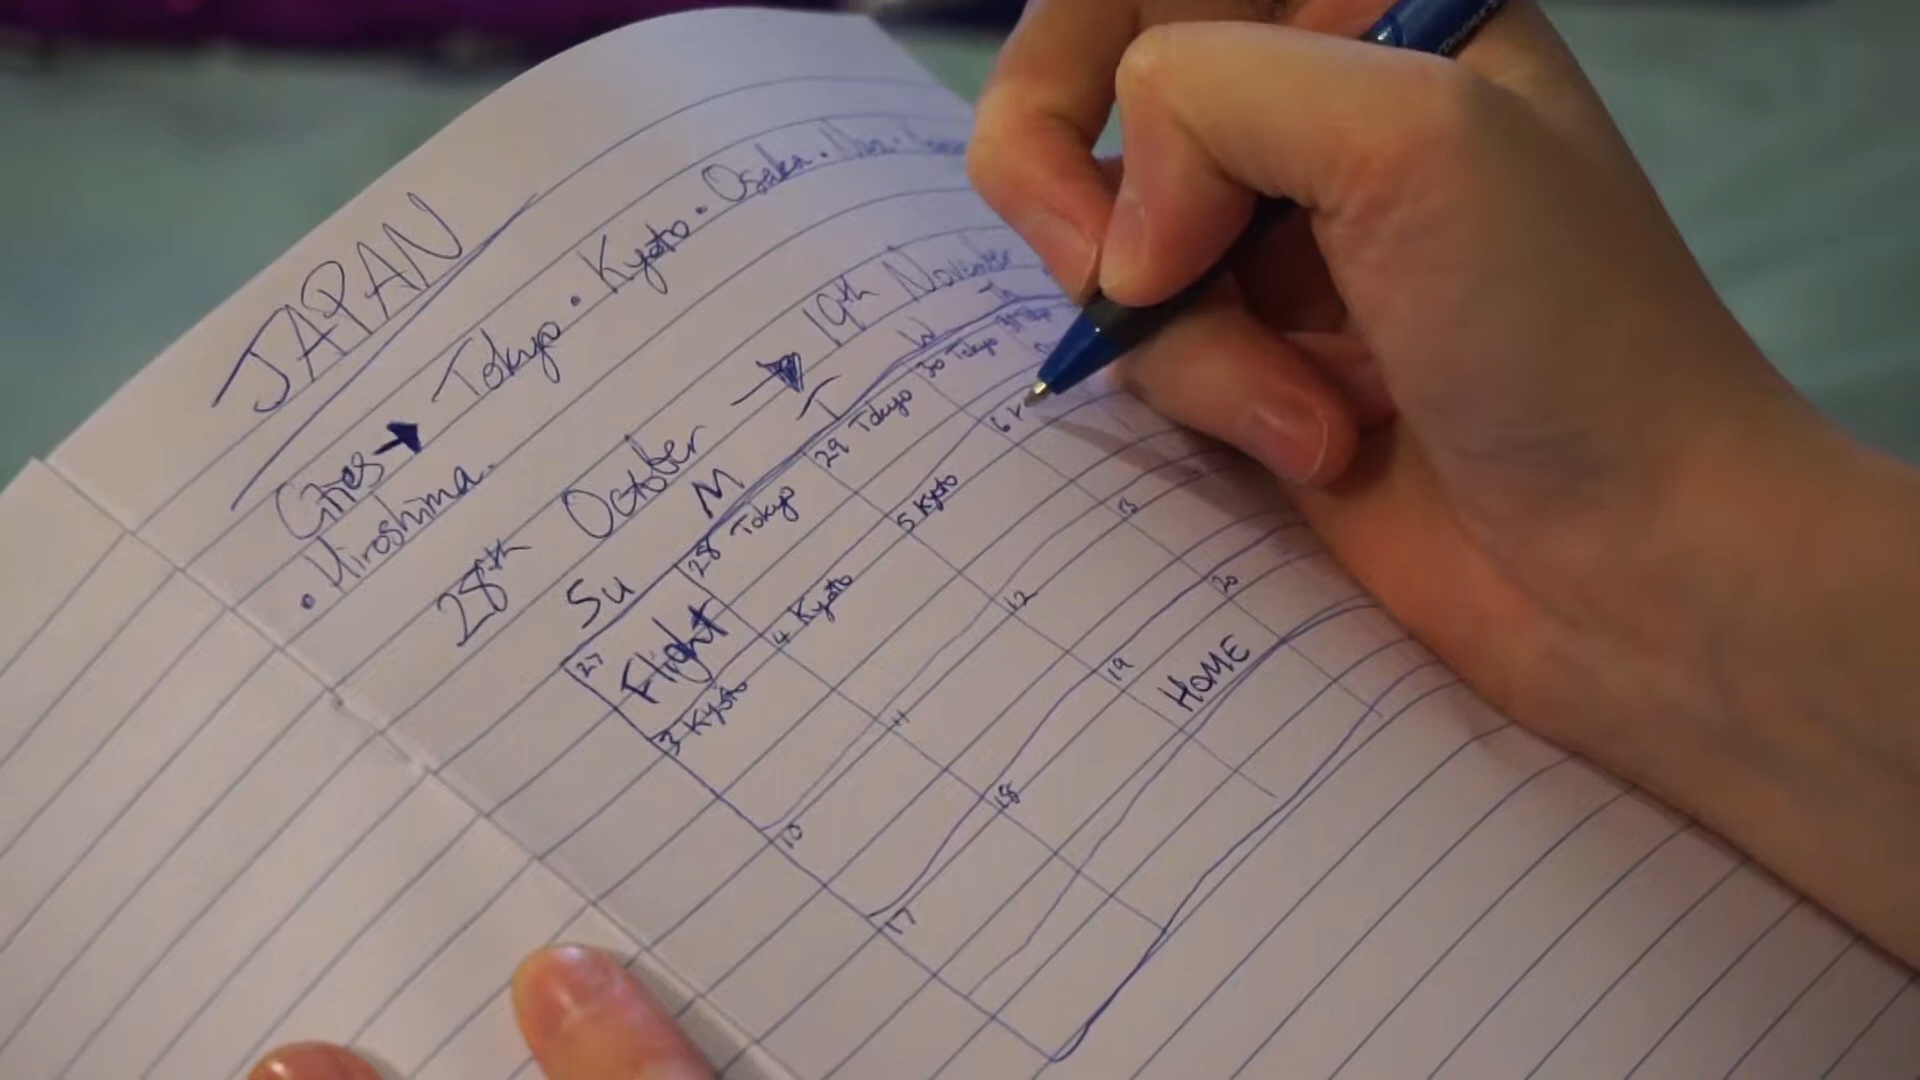 JAPAN
Cities → Tokyo • Kyoto • Osaka •
• Hiroshima.
28th October → 19th November
Su M T W
27 Flight 28 Tokyo 29 Tokyo 30 Tokyo
3 Kyoto 4 Kyoto 5 Kyoto 6
10 11 12 13
17 18 19 20
HOME